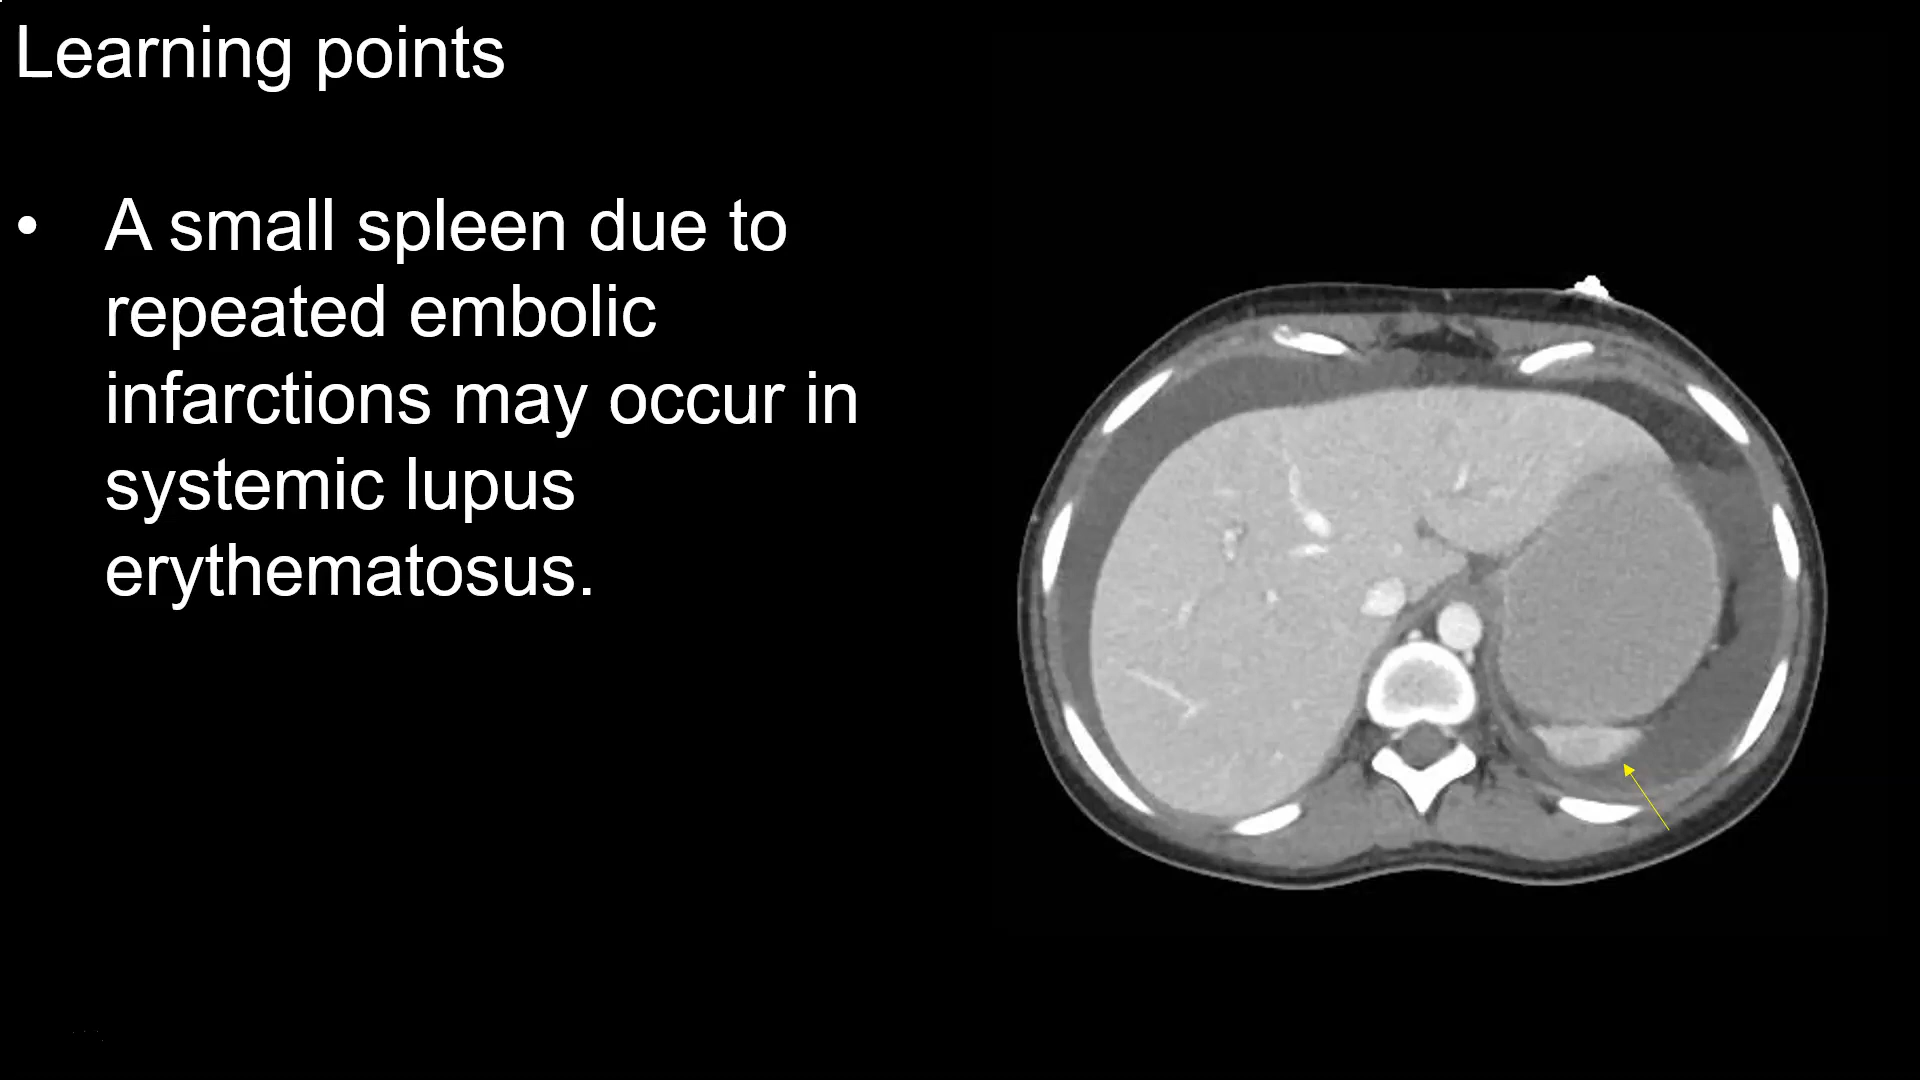 Learning points
• A small spleen due to
repeated embolic
infarctions may occur in
systemic lupus
erythematosus.